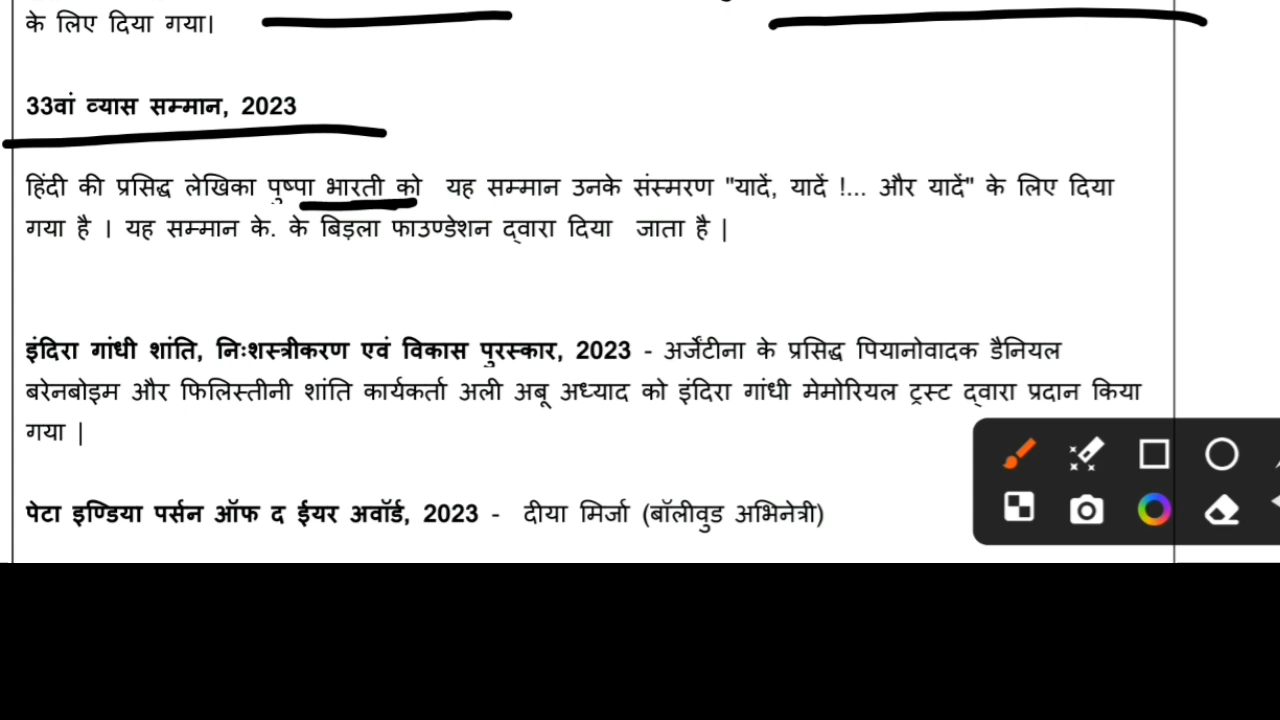 के लिए दिया गया।
33वां व्यास सम्मान, 2023
हिंदी की प्रसिद्ध लेखिका पुष्पा भारती को यह सम्मान उनके संस्मरण "यादें, यादें !... और यादें" के लिए दिया
गया है । यह सम्मान के. के बिड़ला फाउण्डेशन द्वारा दिया जाता है |
इंदिरा गांधी शांति, निःशस्त्रीकरण एवं विकास पुरस्कार, 2023 - अर्जेंटीना के प्रसिद्ध पियानोवादक डैनियल
बरेनबोइम और फिलिस्तीनी शांति कार्यकर्ता अली अबू अध्याद को इंदिरा गांधी मेमोरियल ट्रस्ट द्वारा प्रदान किया
गया |
पेटा इण्डिया पर्सन ऑफ द ईयर अवॉर्ड, 2023 - दीया मिर्जा (बॉलीवुड अभिनेत्री)